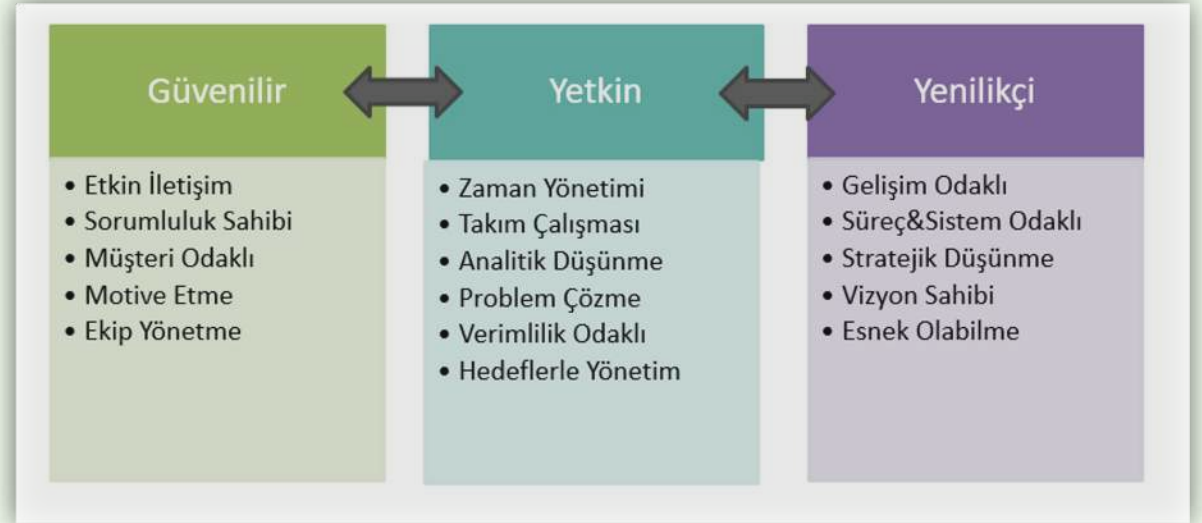 Güvenilir
• Etkin İletişim
• Sorumluluk Sahibi
• Müşteri Odaklı
• Motive Etme
• Ekip Yönetme
Yetkin
• Zaman Yönetimi
• Takım Çalışması
• Analitik Düşünme
• Problem Çözme
• Verimlilik Odaklı
• Hedeflerle Yönetim
Yenilikçi
• Gelişim Odaklı
• Süreç&Sistem Odaklı
• Stratejik Düşünme
• Vizyon Sahibi
• Esnek Olabilme